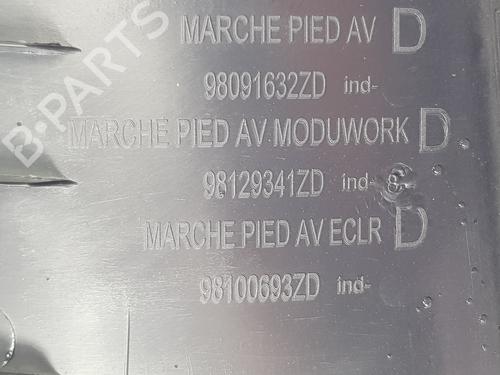 MARCHE PIED AV D
98091632ZD ind-
MARCHE PIED AV. MODUWORK D
98129341ZD ind-
MARCHE PIED AV ECLR D
98100693ZD ind-
B-PARTS